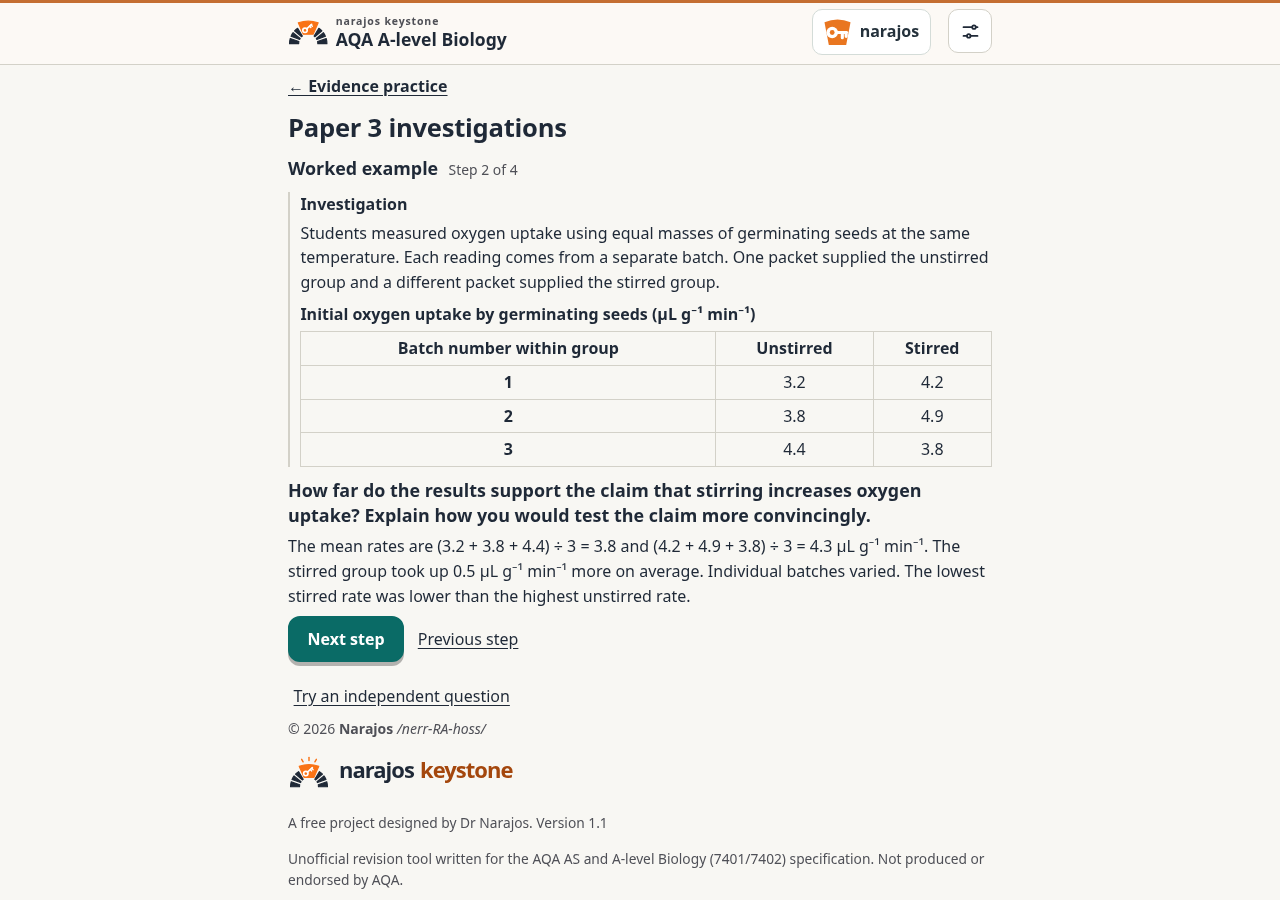 narajos keystone
AQA A-level Biology
narajos
← Evidence practice
Paper 3 investigations
Worked example Step 2 of 4
Investigation
Students measured oxygen uptake using equal masses of germinating seeds at the same
temperature. Each reading comes from a separate batch. One packet supplied the unstirred
group and a different packet supplied the stirred group.
Initial oxygen uptake by germinating seeds (µL g⁻¹ min⁻¹)
Batch number within group Unstirred Stirred
1 3.2 4.2
2 3.8 4.9
3 4.4 3.8
How far do the results support the claim that stirring increases oxygen
uptake? Explain how you would test the claim more convincingly.
The mean rates are (3.2 + 3.8 + 4.4) ÷ 3 = 3.8 and (4.2 + 4.9 + 3.8) ÷ 3 = 4.3 µL g⁻¹ min⁻¹. The
stirred group took up 0.5 µL g⁻¹ min⁻¹ more on average. Individual batches varied. The lowest
stirred rate was lower than the highest unstirred rate.
Next step Previous step
Try an independent question
© 2026 Narajos /nerr-RA-hoss/
narajos keystone
A free project designed by Dr Narajos. Version 1.1
Unofficial revision tool written for the AQA AS and A-level Biology (7401/7402) specification. Not produced or
endorsed by AQA.